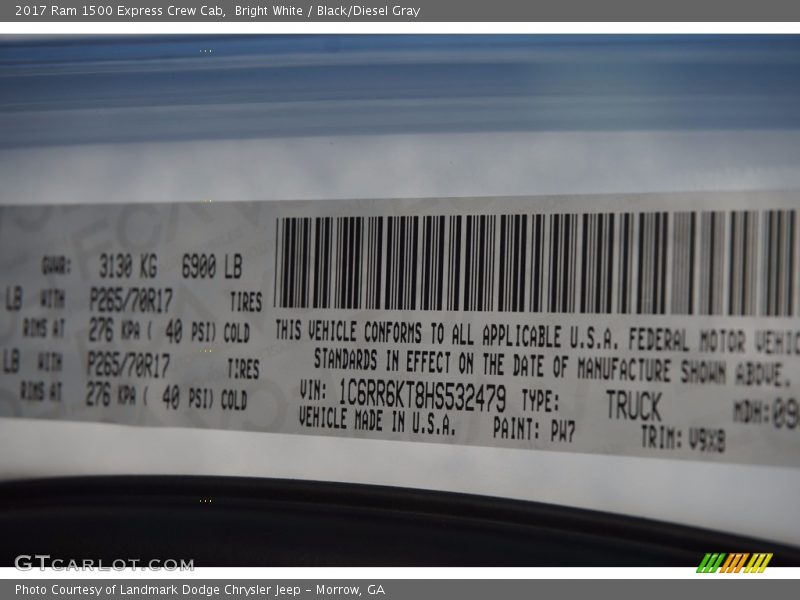 2017 Ram 1500 Express Crew Cab, Bright White / Black/Diesel Gray
GVWR: 3130 KG 6900 LB
LB WITH P265/70R17 TIRES
RIMS AT 276 KPA ( 40 PSI) COLD
LB WITH P265/70R17 TIRES
RIMS AT 276 KPA ( 40 PSI) COLD
THIS VEHICLE CONFORMS TO ALL APPLICABLE U.S.A. FEDERAL MOTOR VEHIC
STANDARDS IN EFFECT ON THE DATE OF MANUFACTURE SHOWN ABOVE.
VIN: 1C6RR6KT8HS532479 TYPE: TRUCK MDH:09
VEHICLE MADE IN U.S.A. PAINT: PW7 TRIM: V9X8
GTCARLOT.COM
Photo Courtesy of Landmark Dodge Chrysler Jeep – Morrow, GA